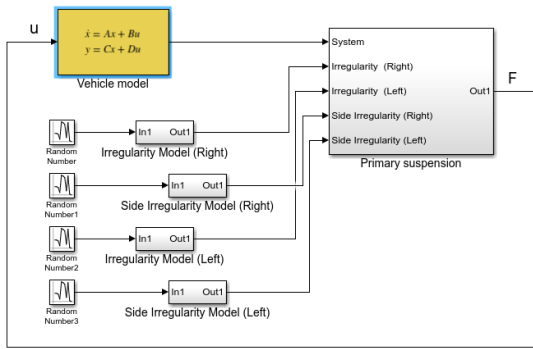 u
ẋ = Ax + Bu
y = Cx + Du
Vehicle model
System
Irregularity (Right)
Irregularity (Left)
Side Irregularity (Right)
Side Irregularity (Left)
Out1
F
Primary suspension
Random
Number
In1 Out1
Irregularity Model (Right)
Random
Number1
In1 Out1
Side Irregularity Model (Right)
Random
Number2
In1 Out1
Irregularity Model (Left)
Random
Number3
In1 Out1
Side Irregularity Model (Left)